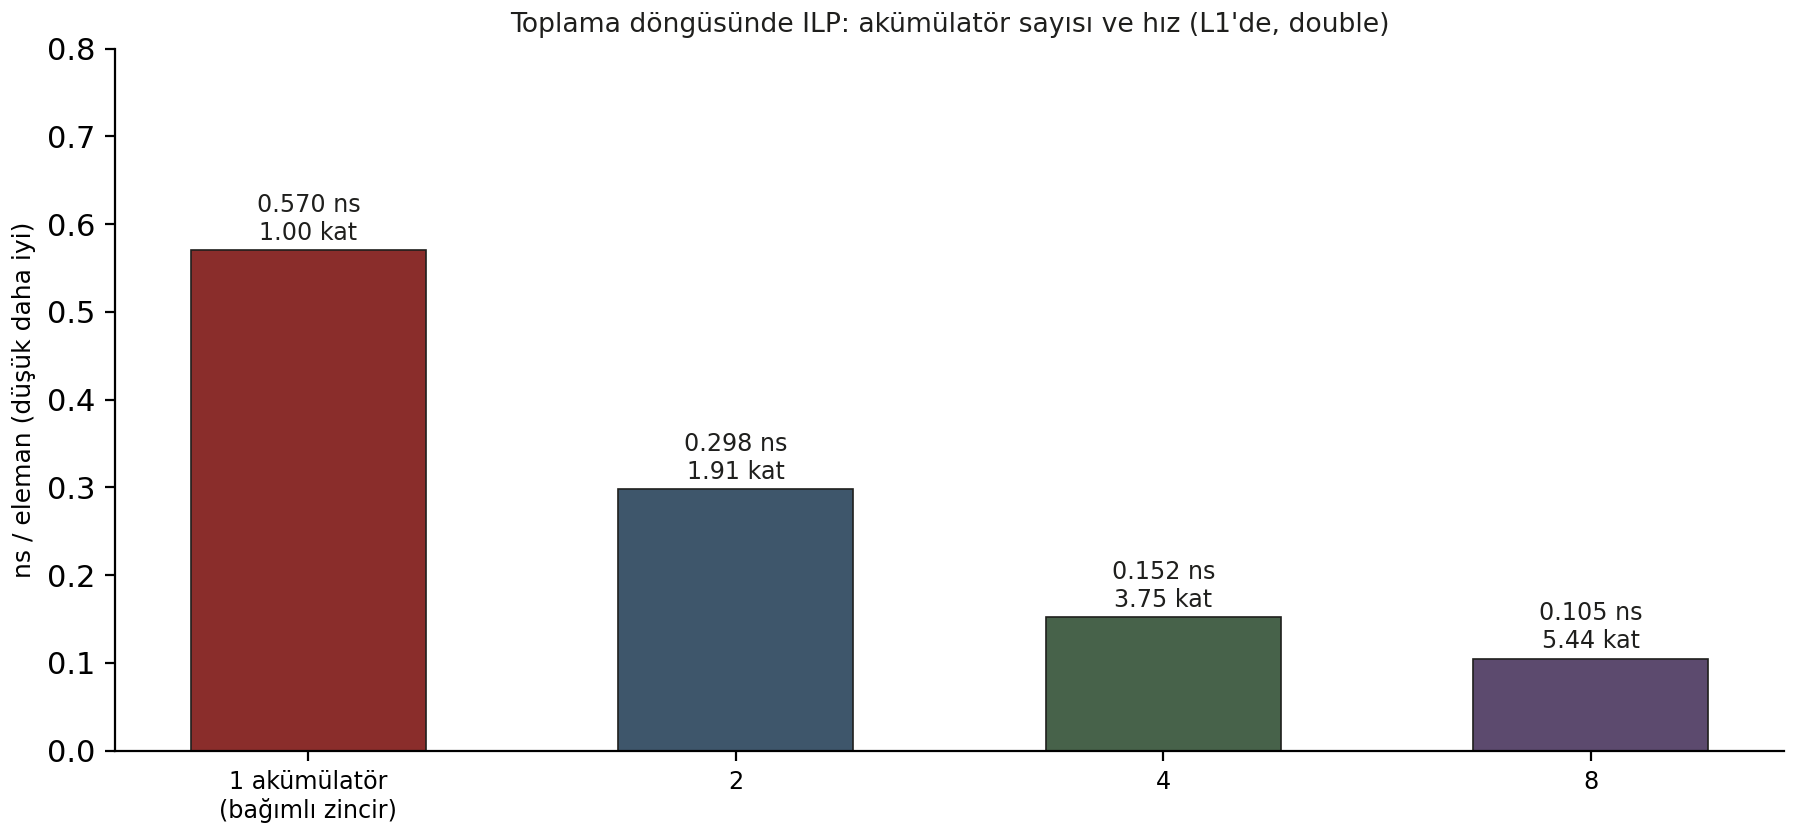 Toplama döngüsünde ILP: akümülatör sayısı ve hız (L1'de, double)
ns / eleman (düşük daha iyi)
0.8
0.7
0.6
0.5
0.4
0.3
0.2
0.1
0.0
0.570 ns
1.00 kat
0.298 ns
1.91 kat
0.152 ns
3.75 kat
0.105 ns
5.44 kat
1 akümülatör
(bağımlı zincir)
2
4
8